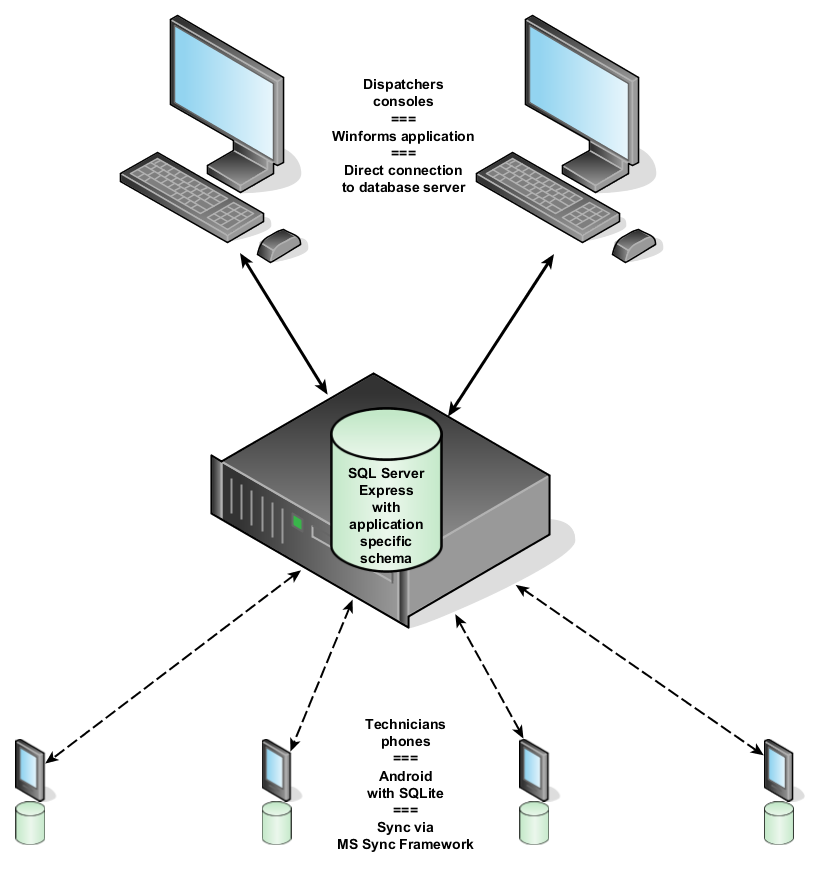 Dispatchers
consoles
===
Winforms application
===
Direct connection
to database server
SQL Server
Express
with
application
specific
schema
Technicians
phones
===
Android
with SQLite
===
Sync via
MS Sync Framework